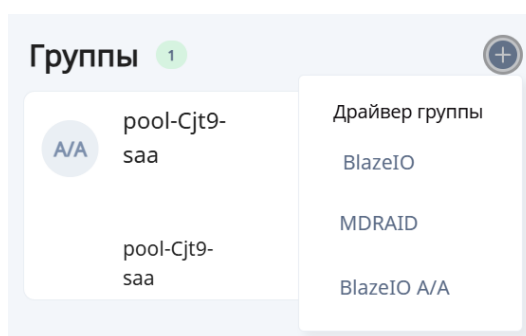 Группы 1
A/A
pool-Cjt9-
saa
pool-Cjt9-
saa
Драйвер группы
BlazeIO
MDRAID
BlazeIO A/A